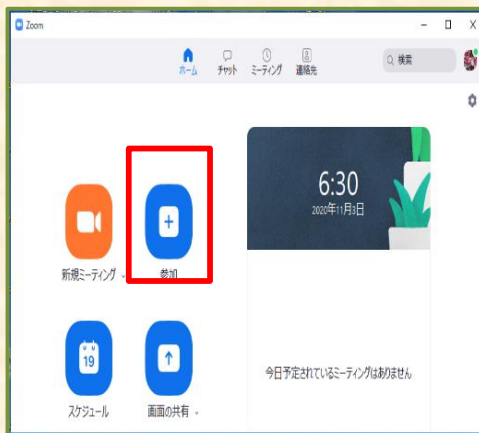 Zoom
ホーム チャット ミーティング 連絡先 検索
6:30
2020年11月3日
新規ミーティング 参加
19
スケジュール 画面の共有
今日予定されているミーティングはありません